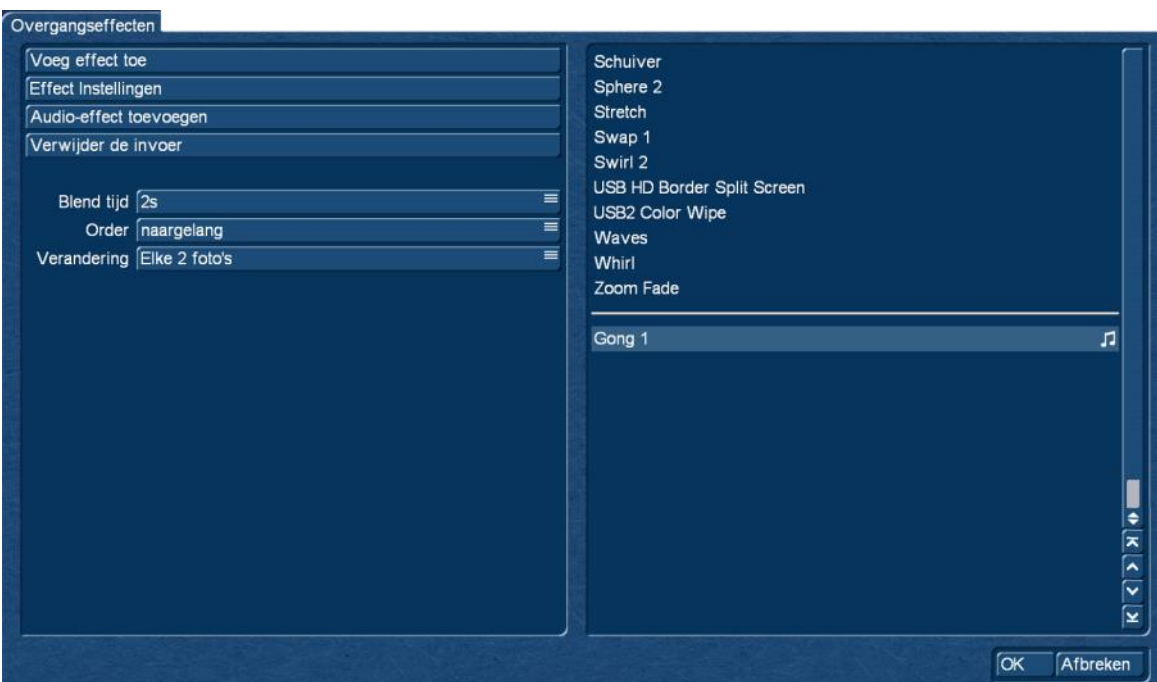 Overgangseffecten
Voeg effect toe
Effect Instellingen
Audio-effect toevoegen
Verwijder de invoer
Blend tijd 2s
Order naargelang
Verandering Elke 2 foto's
Schuiver
Sphere 2
Stretch
Swap 1
Swirl 2
USB HD Border Split Screen
USB2 Color Wipe
Waves
Whirl
Zoom Fade
Gong 1
OK Afbreken